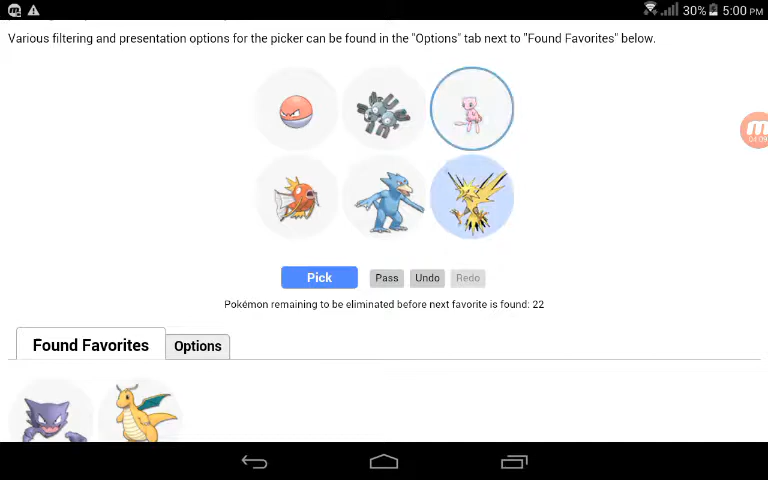 30% 5:00 PM
Various filtering and presentation options for the picker can be found in the "Options" tab next to "Found Favorites" below.
04:09
Pick Pass Undo Redo
Pokémon remaining to be eliminated before next favorite is found: 22
Found Favorites Options